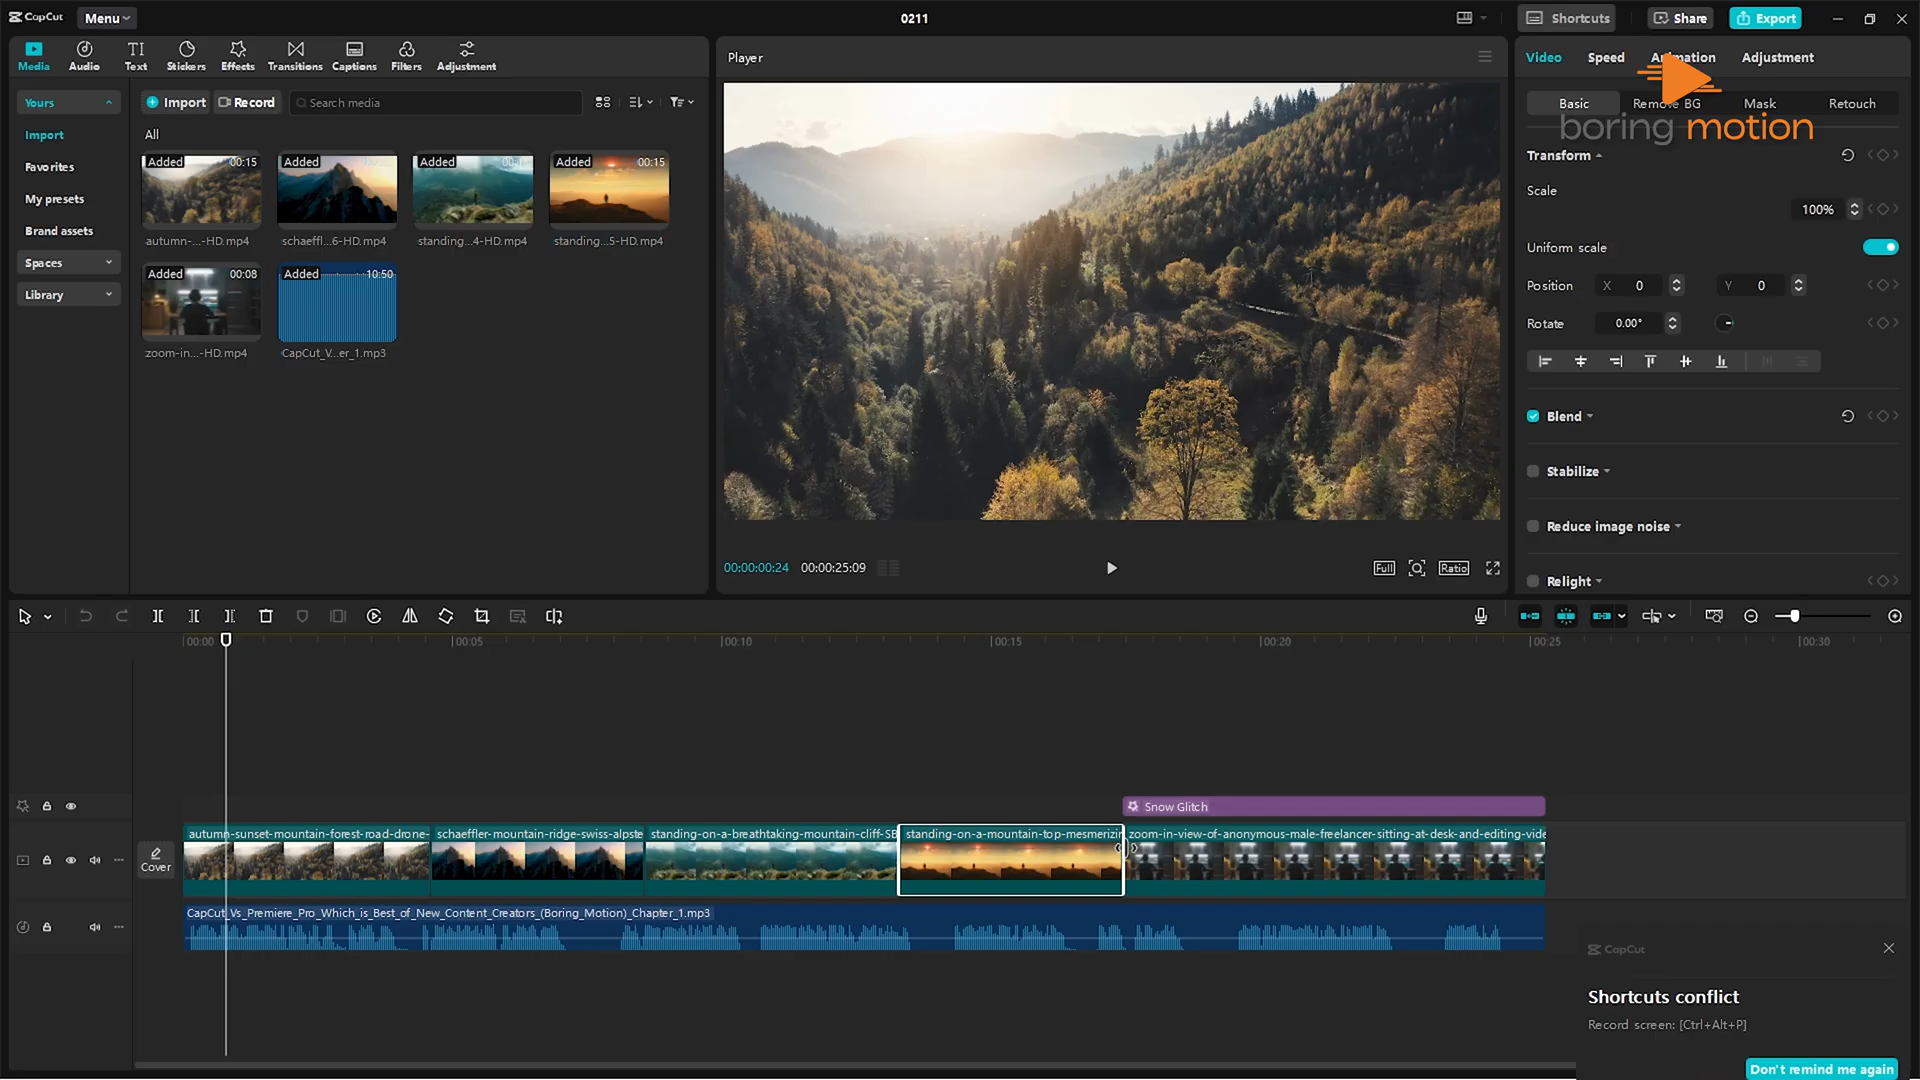 CapCut
Menu
0211
Shortcuts
Share
Export
Media
Audio
Text
Stickers
Effects
Transitions
Captions
Filters
Adjustment
Player
Video
Speed
Animation
Adjustment
Yours
Import
Record
Search media
Basic
Remove BG
Mask
Retouch
boring motion
Import
Favorites
My presets
Brand assets
Spaces
Library
All
Added
00:15
Added
Added
Added
00:15
autumn-...-HD.mp4
schaeffl...6-HD.mp4
standing...4-HD.mp4
standing...5-HD.mp4
Added
00:08
Added
10:50
zoom-in...-HD.mp4
CapCut_V...er_1.mp3
Transform
Scale
100%
Uniform scale
Position
X
0
Y
0
Rotate
0.00°
Blend
Stabilize
Reduce image noise
Relight
00:00:00:24
00:00:25:09
Full
Ratio
00:00
00:05
00:10
00:15
00:20
00:25
00:30
Snow Glitch
autumn-sunset-mountain-forest-road-drone-
schaeffler-mountain-ridge-swiss-alpste
standing-on-a-breathtaking-mountain-cliff-SB
standing-on-a-mountain-top-mesmerizin
zoom-in-view-of-anonymous-male-freelancer-sitting-at-desk-and-editing-vide
Cover
CapCut_Vs_Premiere_Pro_Which_is_Best_of_New_Content_Creators_(Boring_Motion)_Chapter_1.mp3
CapCut
Shortcuts conflict
Record screen: [Ctrl+Alt+P]
Don't remind me again